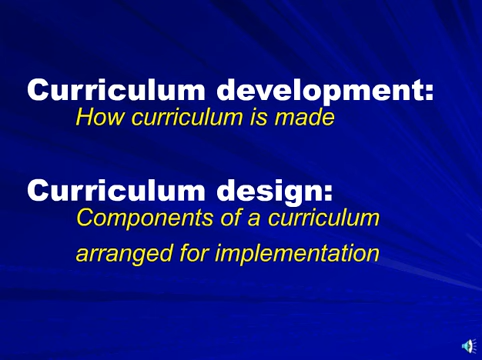 Curriculum development:
How curriculum is made
Curriculum design:
Components of a curriculum
arranged for implementation